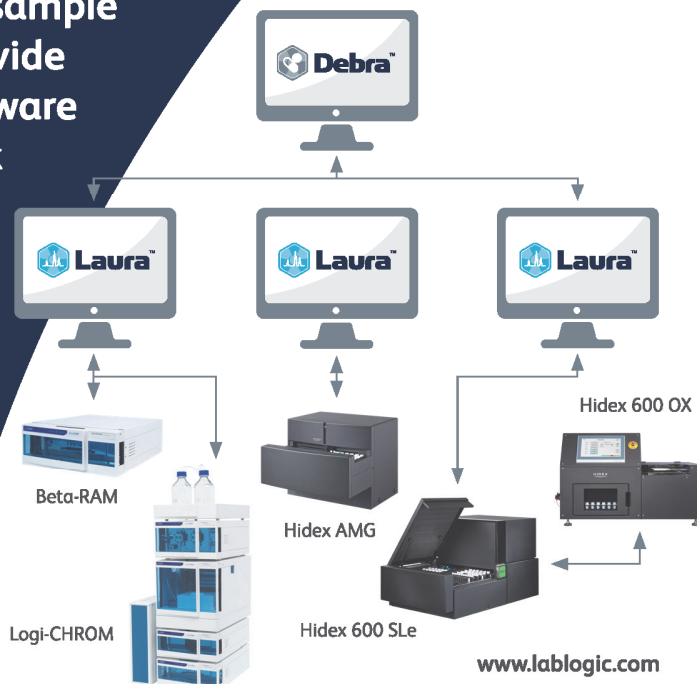 sample
vide
ware
Debra™
Laura™
Laura™
Laura™
Hidex 600 OX
Beta-RAM
Hidex AMG
Logi-CHROM
Hidex 600 SLe
www.lablogic.com